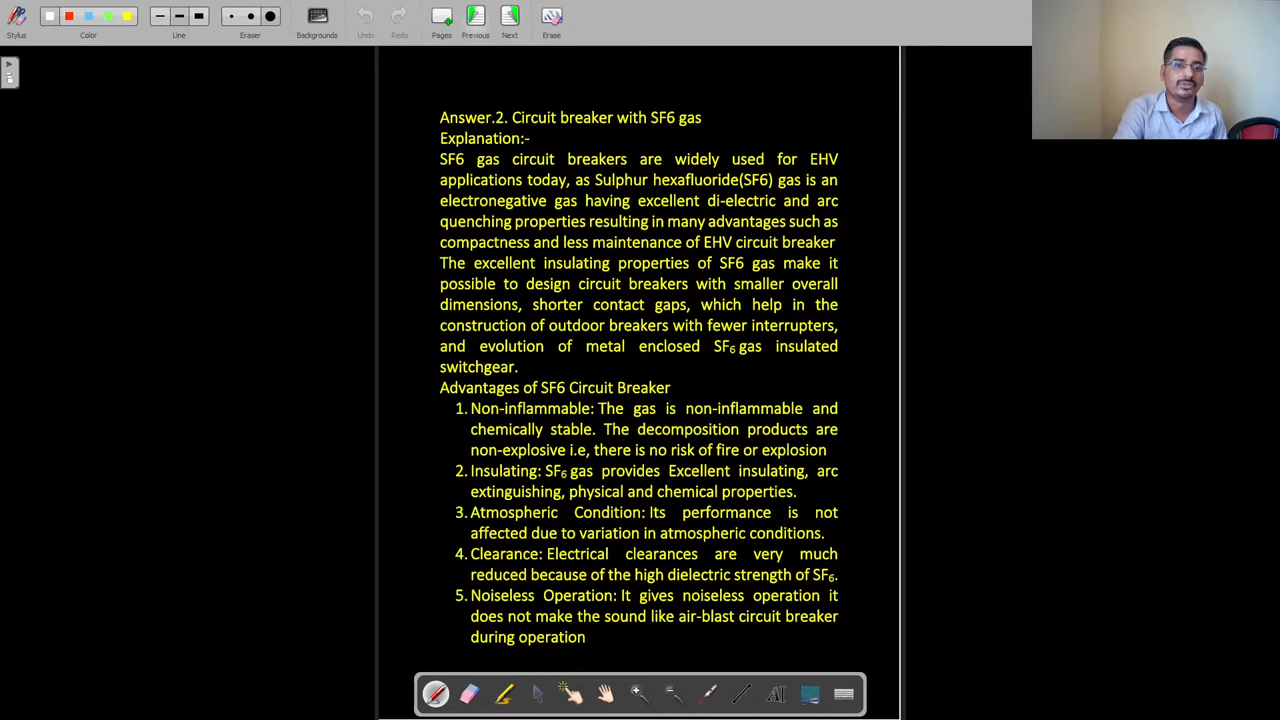 Stylus
Color
Line
Eraser
Backgrounds
Undo
Redo
Pages
Previous
Next
Erase
Answer.2. Circuit breaker with SF6 gas
Explanation:-
SF6 gas circuit breakers are widely used for EHV
applications today, as Sulphur hexafluoride(SF6) gas is an
electronegative gas having excellent di-electric and arc
quenching properties resulting in many advantages such as
compactness and less maintenance of EHV circuit breaker
The excellent insulating properties of SF6 gas make it
possible to design circuit breakers with smaller overall
dimensions, shorter contact gaps, which help in the
construction of outdoor breakers with fewer interrupters,
and evolution of metal enclosed SF₆ gas insulated
switchgear.
Advantages of SF6 Circuit Breaker
1. Non-inflammable: The gas is non-inflammable and
chemically stable. The decomposition products are
non-explosive i.e, there is no risk of fire or explosion
2. Insulating: SF₆ gas provides Excellent insulating, arc
extinguishing, physical and chemical properties.
3. Atmospheric Condition: Its performance is not
affected due to variation in atmospheric conditions.
4. Clearance: Electrical clearances are very much
reduced because of the high dielectric strength of SF₆.
5. Noiseless Operation: It gives noiseless operation it
does not make the sound like air-blast circuit breaker
during operation
AI